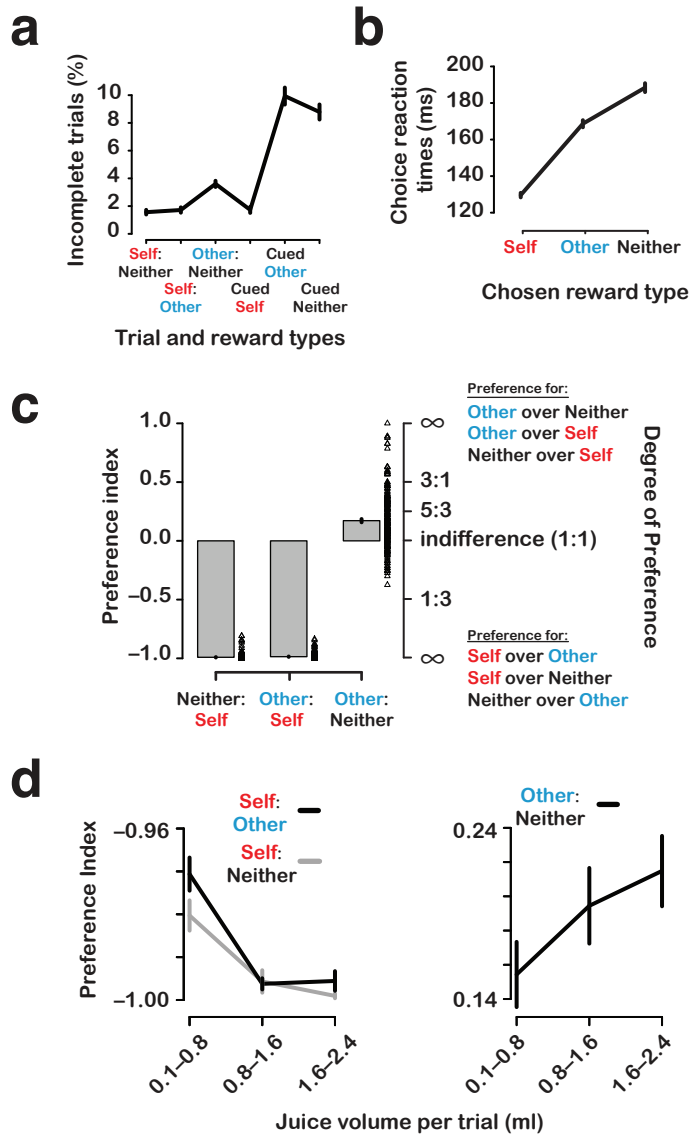 a
Incomplete trials (%)
10
8
6
4
2
0
Self:
Neither
Self:
Other
Other:
Neither
Cued
Self
Cued
Other
Cued
Neither
Trial and reward types
b
Choice reaction
times (ms)
200
180
160
140
120
Self
Other
Neither
Chosen reward type
c
Preference index
1.0
0.5
0.0
−0.5
−1.0
Neither:
Self
Other:
Self
Other:
Neither
∞
3:1
5:3
indifference (1:1)
1:3
∞
Degree of Preference
Preference for:
Other over Neither
Other over Self
Neither over Self
Preference for:
Self over Other
Self over Neither
Neither over Other
d
Preference Index
Self:
Other
Self:
Neither
−0.96
−1.00
0.1–0.8
0.8–1.6
1.6–2.4
Other:
Neither
0.24
0.14
0.1–0.8
0.8–1.6
1.6–2.4
Juice volume per trial (ml)